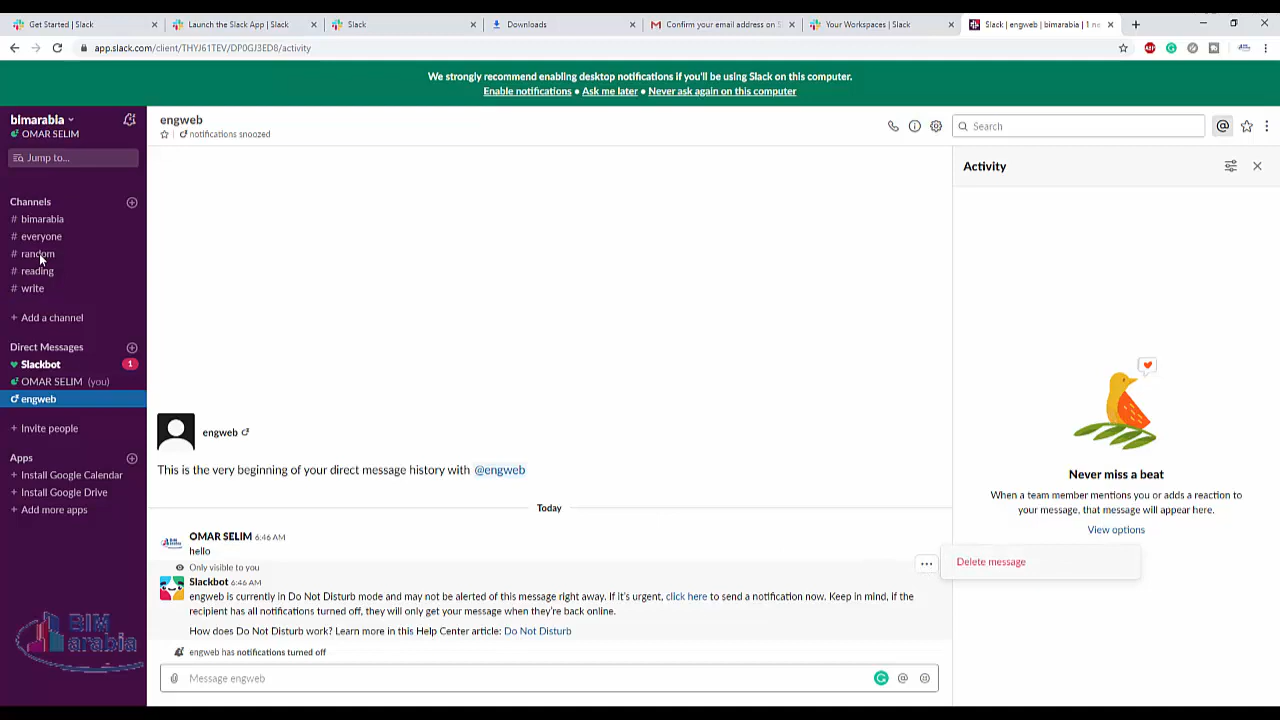 Get Started | Slack
Launch the Slack App | Slack
Slack
Downloads
Confirm your email address on S
Your Workspaces | Slack
Slack | engweb | bimarabia | 1 ne
app.slack.com/client/THYJ61TEV/DP0GJ3ED8/activity
We strongly recommend enabling desktop notifications if you'll be using Slack on this computer.
Enable notifications • Ask me later • Never ask again on this computer
bimarabia
OMAR SELIM
Jump to...
Channels
# bimarabia
# everyone
# random
# reading
# write
+ Add a channel
Direct Messages
Slackbot 1
OMAR SELIM (you)
engweb
+ Invite people
Apps
+ Install Google Calendar
+ Install Google Drive
+ Add more apps
BIM
arabia
engweb
notifications snoozed
Search
engweb
This is the very beginning of your direct message history with @engweb
Today
OMAR SELIM 6:46 AM
hello
Only visible to you
Slackbot 6:46 AM
engweb is currently in Do Not Disturb mode and may not be alerted of this message right away. If it's urgent, click here to send a notification now. Keep in mind, if the
recipient has all notifications turned off, they will only get your message when they're back online.
How does Do Not Disturb work? Learn more in this Help Center article: Do Not Disturb
engweb has notifications turned off
Message engweb
Activity
Never miss a beat
When a team member mentions you or adds a reaction to
your message, that message will appear here.
View options
Delete message